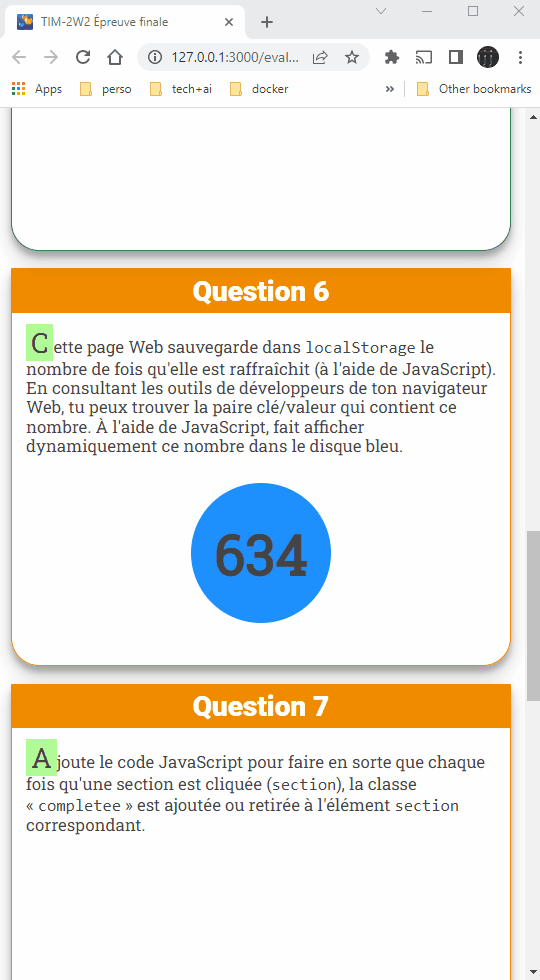 TIM-2W2 Épreuve finale
127.0.0.1:3000/eval...
Apps perso tech+ai docker » Other bookmarks
Question 6
Cette page Web sauvegarde dans localStorage le
nombre de fois qu'elle est raffraîchit (à l'aide de JavaScript).
En consultant les outils de développeurs de ton navigateur
Web, tu peux trouver la paire clé/valeur qui contient ce
nombre. À l'aide de JavaScript, fait afficher
dynamiquement ce nombre dans le disque bleu.
634
Question 7
Ajoute le code JavaScript pour faire en sorte que chaque
fois qu'une section est cliquée (section), la classe
« completee » est ajoutée ou retirée à l'élément section
correspondant.